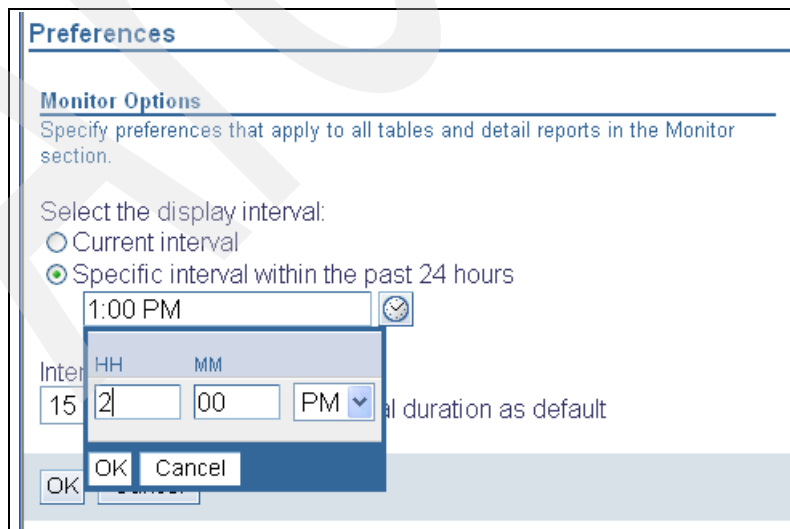 Preferences
Monitor Options
Specify preferences that apply to all tables and detail reports in the Monitor
section.
Select the display interval:
Current interval
Specific interval within the past 24 hours
1:00 PM
HH MM
2 00 PM
15 duration as default
OK Cancel
OK